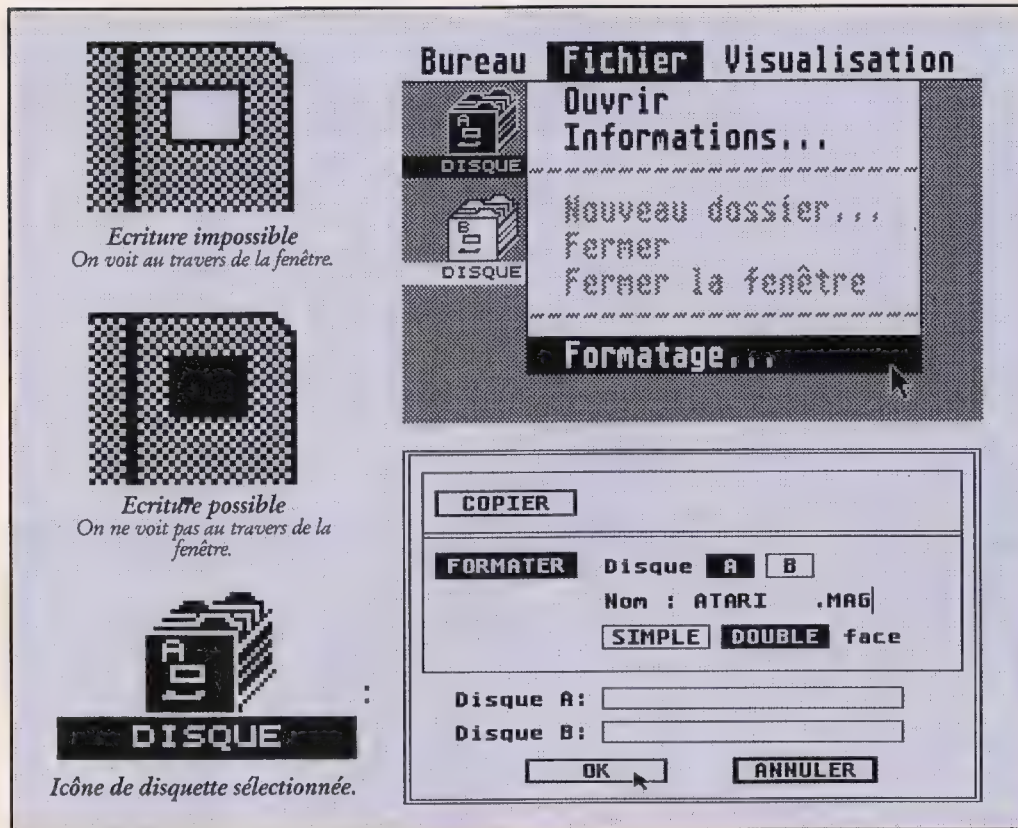 Ecriture impossible
On voit au travers de la fenêtre.
Ecriture possible
On ne voit pas au travers de la
fenêtre.
A
DISQUE
Icône de disquette sélectionnée.
Bureau Fichier Visualisation
A
DISQUE
B
DISQUE
Ouvrir
Informations...
Nouveau dossier...
Fermer
Fermer la fenêtre
Formatage...
COPIER
FORMATER Disque A B
Nom : ATARI .MAG
SIMPLE DOUBLE face
Disque A:
Disque B:
OK ANNULER